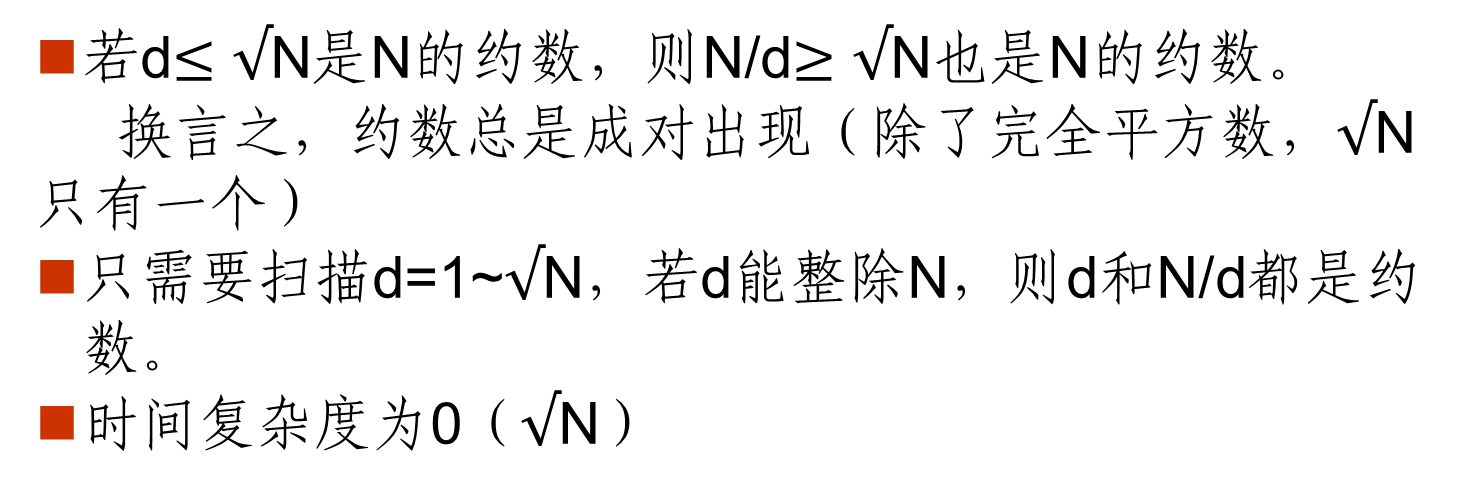 ■若d≤ √N是N的约数，则N/d≥ √N也是N的约数。
换言之，约数总是成对出现（除了完全平方数，√N
只有一个）
■只需要扫描d=1~√N，若d能整除N，则d和N/d都是约
数。
■时间复杂度为0（√N）